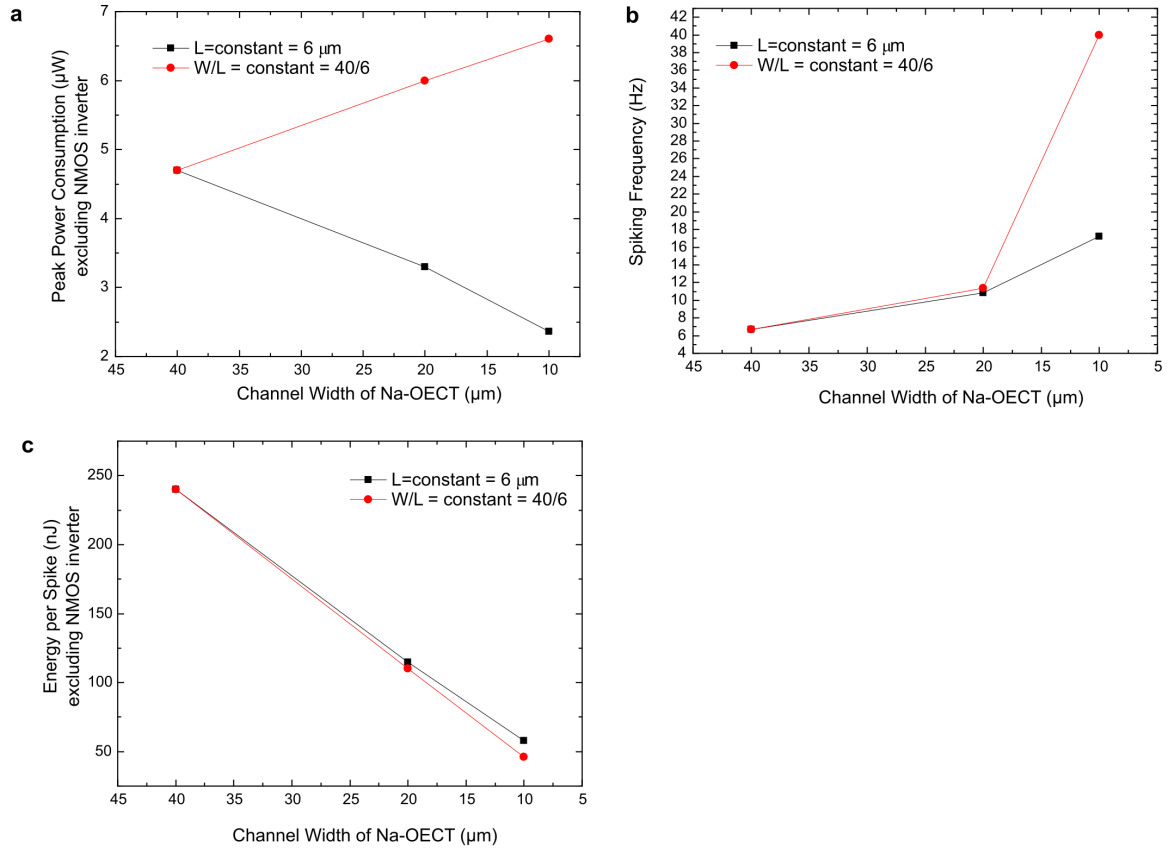 a
7
6
5
4
3
2
Peak Power Consumption (µW)
excluding NMOS inverter
L=constant = 6 µm
W/L = constant = 40/6
45 40 35 30 25 20 15 10
Channel Width of Na-OECT (µm)
b
42
40
38
36
34
32
30
28
26
24
22
20
18
16
14
12
10
8
6
4
Spiking Frequency (Hz)
L=constant = 6 µm
W/L = constant = 40/6
45 40 35 30 25 20 15 10 5
Channel Width of Na-OECT (µm)
c
250
200
150
100
50
Energy per Spike (nJ)
excluding NMOS inverter
L=constant = 6 µm
W/L = constant = 40/6
45 40 35 30 25 20 15 10 5
Channel Width of Na-OECT (µm)